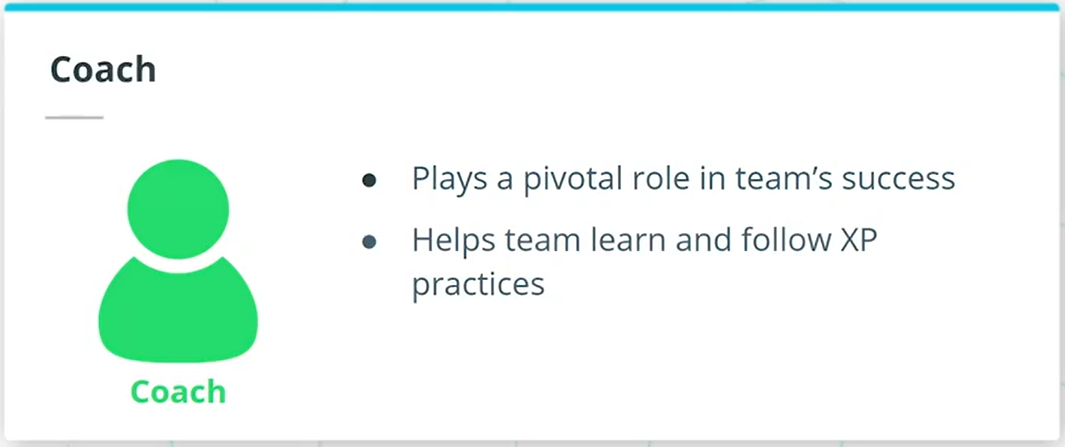 Coach
Plays a pivotal role in team’s success
Helps team learn and follow XP
practices
Coach